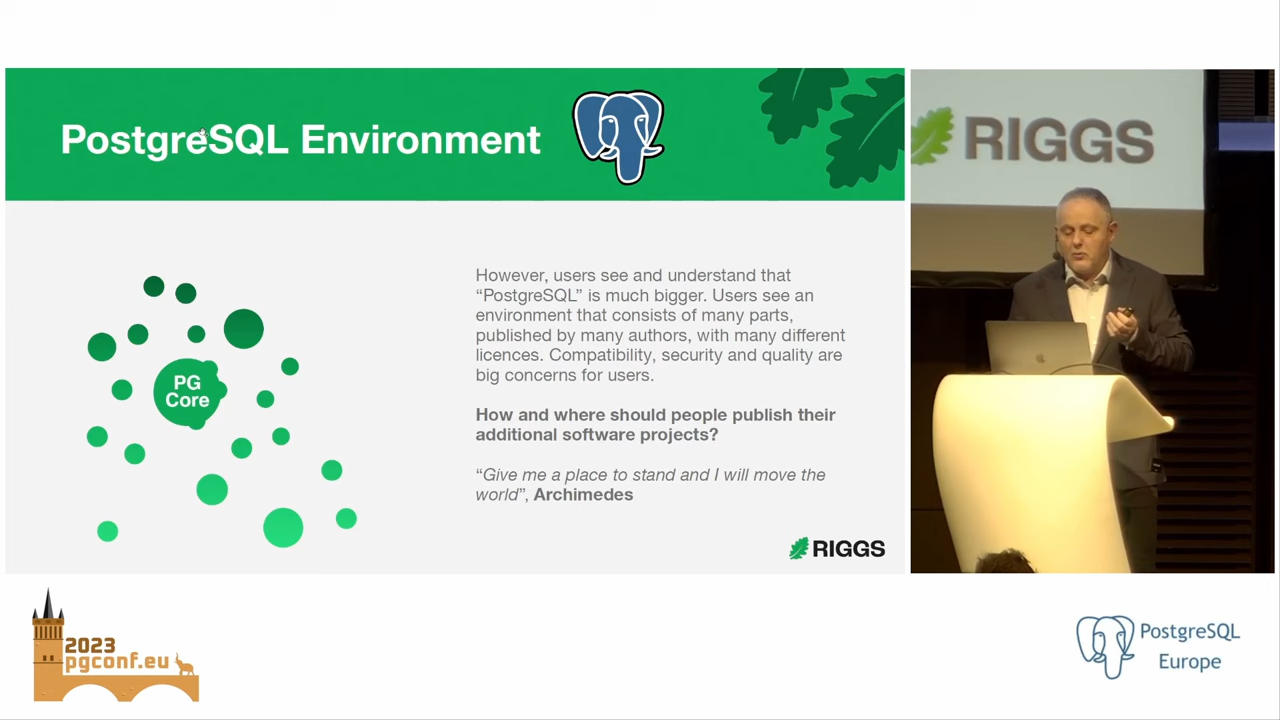 PostgreSQL Environment
PG
Core
However, users see and understand that
“PostgreSQL” is much bigger. Users see an
environment that consists of many parts,
published by many authors, with many different
licences. Compatibility, security and quality are
big concerns for users.
How and where should people publish their
additional software projects?
“Give me a place to stand and I will move the
world”, Archimedes
RIGGS
RIGGS
2023
pgconf.eu
PostgreSQL
Europe